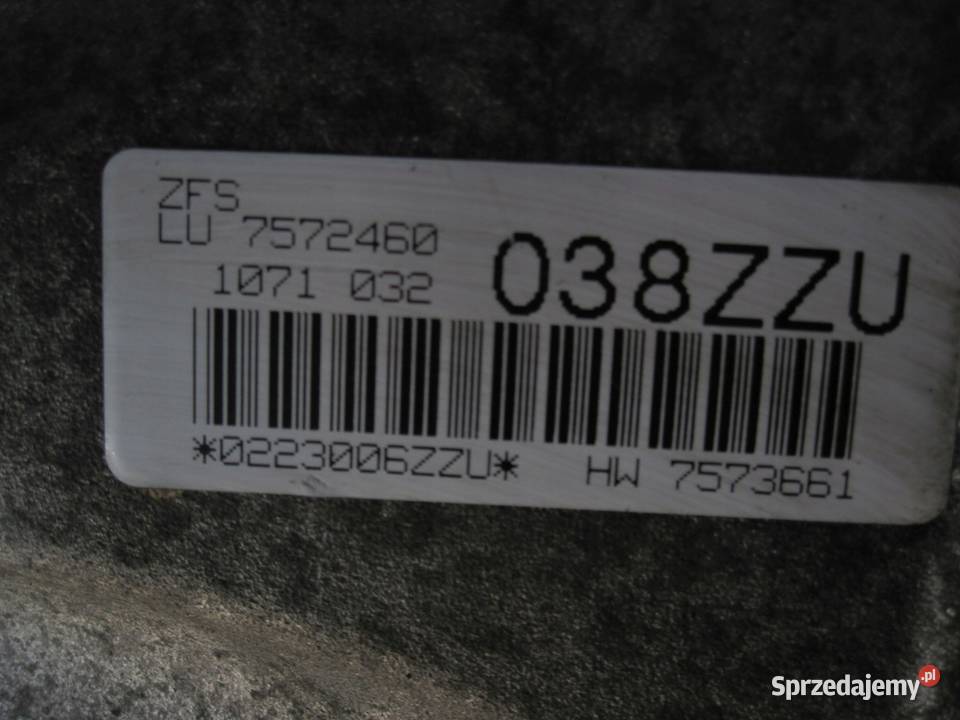 ZFS
LU 7572460
1071 032
038ZZU
*0223006ZZU* HW 7573661
Sprzedajemy.pl